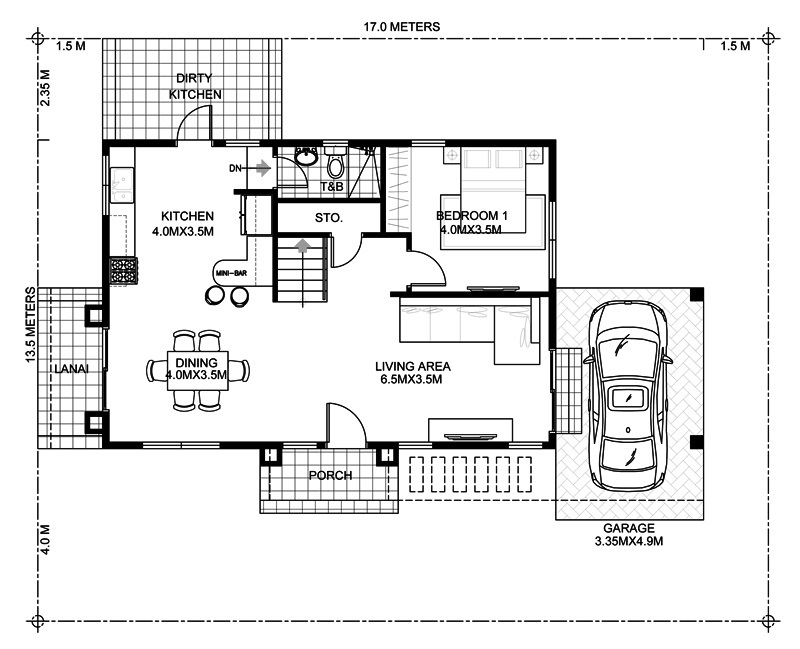 17.0 METERS
1.5 M
1.5 M
2.35 M
DIRTY
KITCHEN
DN
T&B
KITCHEN
4.0MX3.5M
STO.
BEDROOM 1
4.0MX3.5M
MINI-BAR
13.5 METERS
LANAI
DINING
4.0MX3.5M
LIVING AREA
6.5MX3.5M
PORCH
4.0 M
GARAGE
3.35MX4.9M